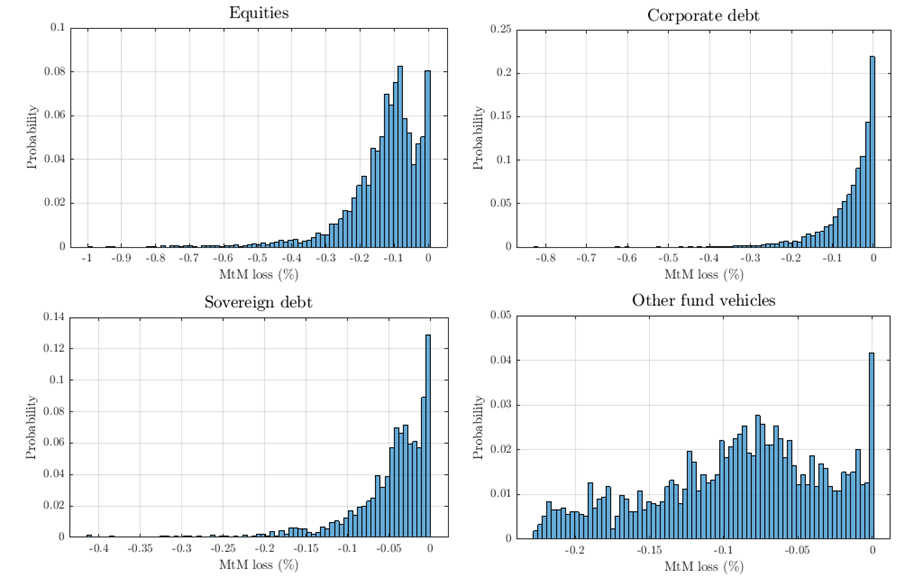 Equities
Probability
0.1
0.08
0.06
0.04
0.02
0
-1 -0.9 -0.8 -0.7 -0.6 -0.5 -0.4 -0.3 -0.2 -0.1 0
MtM loss (%)
Corporate debt
Probability
0.25
0.2
0.15
0.1
0.05
0
-0.8 -0.7 -0.6 -0.5 -0.4 -0.3 -0.2 -0.1 0
MtM loss (%)
Sovereign debt
Probability
0.14
0.12
0.1
0.08
0.06
0.04
0.02
0
-0.4 -0.35 -0.3 -0.25 -0.2 -0.15 -0.1 -0.05 0
MtM loss (%)
Other fund vehicles
Probability
0.05
0.04
0.03
0.02
0.01
0
-0.2 -0.15 -0.1 -0.05 0
MtM loss (%)